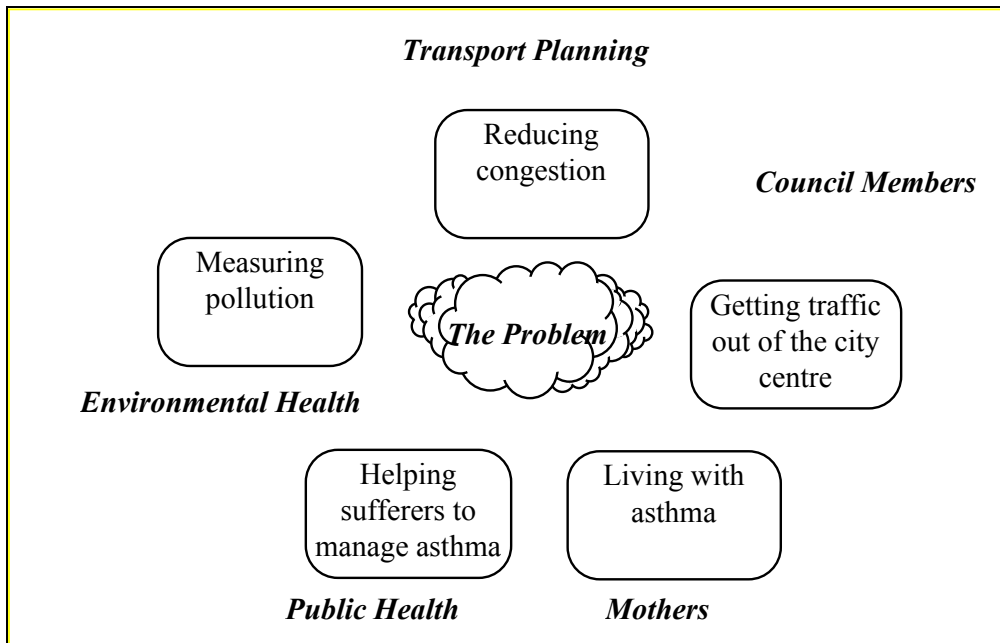 Transport Planning
Reducing
congestion
Council Members
Measuring
pollution
The Problem
Getting traffic
out of the city
centre
Environmental Health
Helping
sufferers to
manage asthma
Living with
asthma
Public Health
Mothers